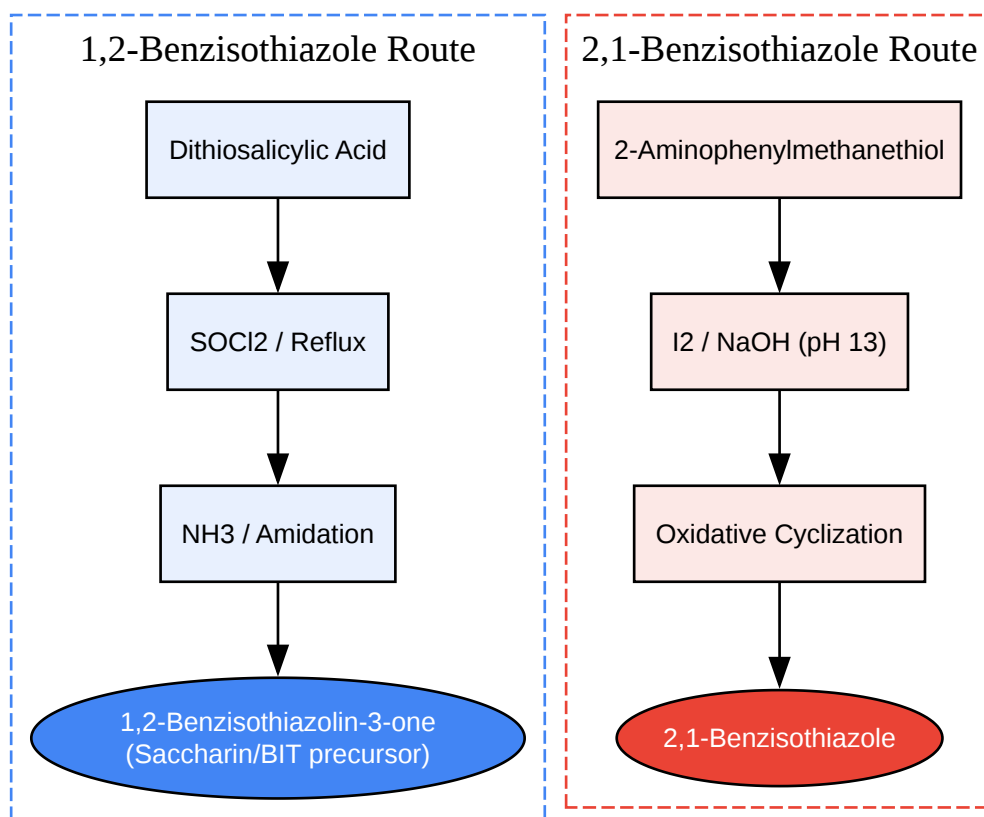 1,2-Benzisothiazole Route
Dithiosalicylic Acid
SOCl2 / Reflux
NH3 / Amidation
1,2-Benzisothiazolin-3-one
(Saccharin/BIT precursor)
2,1-Benzisothiazole Route
2-Aminophenylmethanethiol
I2 / NaOH (pH 13)
Oxidative Cyclization
2,1-Benzisothiazole